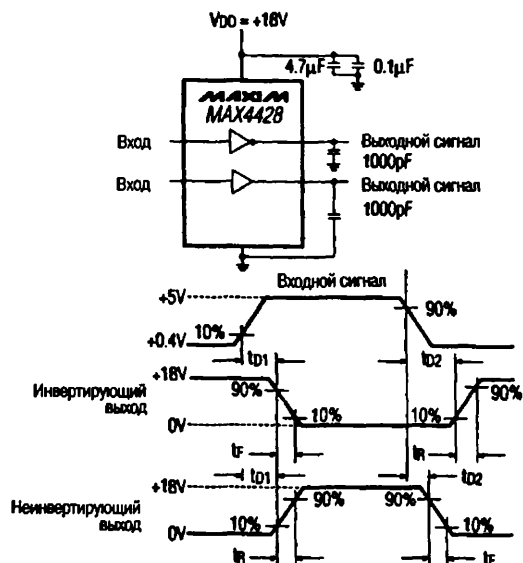 VDD = +18V
4.7µF 0.1µF
MAXIM
MAX4428
Вход Выходной сигнал
1000pF
Вход Выходной сигнал
1000pF
Входной сигнал
+5V 90%
10%
+0.4V
tD1 tD2
+18V
90% 90%
Инвертирующий
выход
10% 10%
0V
tF tR
tD1 tD2
+18V
90% 90%
Неинвертирующий
выход
10% 10%
0V
tR tF